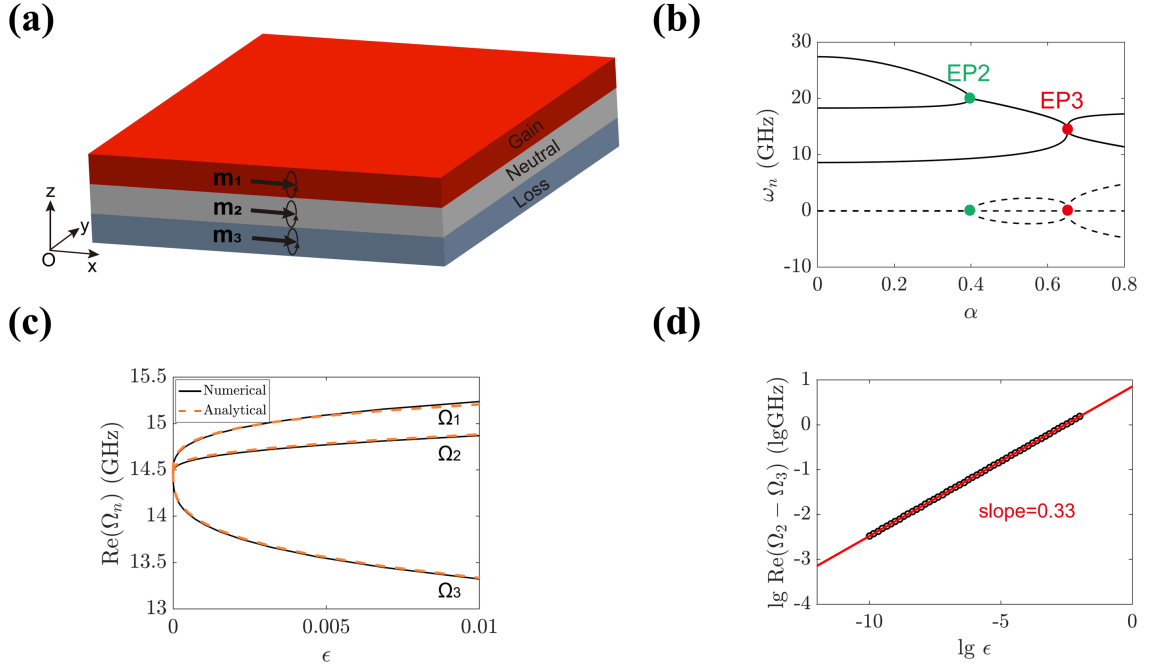 (a)
Gain
Neutral
Loss
m₁
m₂
m₃
z
y
x
O
(b)
ωₙ (GHz)
30
20
10
0
-10
EP2
EP3
0
0.2
0.4
0.6
0.8
α
(c)
Re(Ωₙ) (GHz)
15.5
15
14.5
14
13.5
13
Numerical
Analytical
Ω₁
Ω₂
Ω₃
0
0.005
0.01
ϵ
(d)
lg Re(Ω₂ − Ω₃) (lgGHz)
1
0
-1
-2
-3
-4
slope=0.33
-10
-5
0
lg ϵ